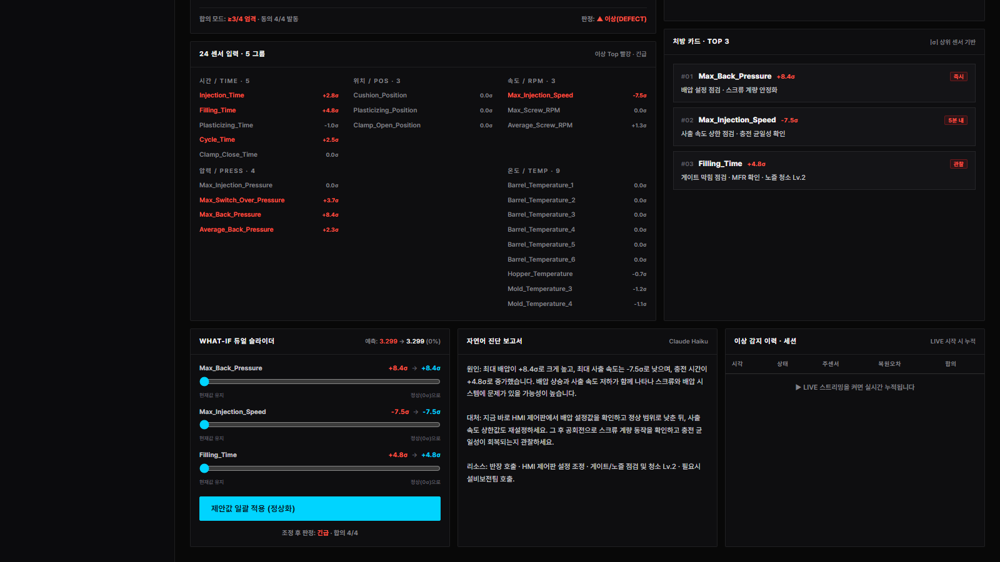 합의 모드: ≥3/4 엄격 · 동의 4/4 발동
판정: ▲ 이상(DEFECT)
24 센서 입력 · 5 그룹
이상 Top 빨강 · 긴급
시간 / TIME · 5
Injection_Time +2.8σ
Filling_Time +4.8σ
Plasticizing_Time -1.0σ
Cycle_Time +2.5σ
Clamp_Close_Time 0.0σ
위치 / POS · 3
Cushion_Position 0.0σ
Plasticizing_Position 0.0σ
Clamp_Open_Position 0.0σ
속도 / RPM · 3
Max_Injection_Speed -7.5σ
Max_Screw_RPM 0.0σ
Average_Screw_RPM +1.3σ
압력 / PRESS · 4
Max_Injection_Pressure 0.0σ
Max_Switch_Over_Pressure +3.7σ
Max_Back_Pressure +8.4σ
Average_Back_Pressure +2.3σ
온도 / TEMP · 9
Barrel_Temperature_1 0.0σ
Barrel_Temperature_2 0.0σ
Barrel_Temperature_3 0.0σ
Barrel_Temperature_4 0.0σ
Barrel_Temperature_5 0.0σ
Barrel_Temperature_6 0.0σ
Hopper_Temperature -0.7σ
Mold_Temperature_3 -1.2σ
Mold_Temperature_4 -1.1σ
처방 카드 · TOP 3
|σ| 상위 센서 기반
#01 Max_Back_Pressure +8.4σ 즉시
배압 설정 점검 · 스크류 계량 안정화
#02 Max_Injection_Speed -7.5σ 5분 내
사출 속도 상한 점검 · 충전 균일성 확인
#03 Filling_Time +4.8σ 관찰
게이트 막힘 점검 · MFR 확인 · 노즐 청소 Lv.2
WHAT-IF 듀얼 슬라이더
예측: 3.299 → 3.299 (0%)
Max_Back_Pressure +8.4σ → +8.4σ
현재값 유지 정상(0σ)으로
Max_Injection_Speed -7.5σ → -7.5σ
현재값 유지 정상(0σ)으로
Filling_Time +4.8σ → +4.8σ
현재값 유지 정상(0σ)으로
제안값 일괄 적용 (정상화)
조정 후 판정: 긴급 · 합의 4/4
자연어 진단 보고서
Claude Haiku
원인: 최대 배압이 +8.4σ로 크게 높고, 최대 사출 속도는 -7.5σ로 낮으며, 충전 시간이
+4.8σ로 증가했습니다. 배압 상승과 사출 속도 저하가 함께 나타나 스크류와 배압 시
스템에 문제가 있을 가능성이 높습니다.
대처: 지금 바로 HMI 제어판에서 배압 설정값을 확인하고 정상 범위로 낮춘 뒤, 사출
속도 상한값도 재설정하세요. 그 후 공회전으로 스크류 계량 동작을 확인하고 충전 균
일성이 회복되는지 관찰하세요.
리소스: 반장 호출 · HMI 제어판 설정 조정 · 게이트/노즐 점검 및 청소 Lv.2 · 필요시
설비보전팀 호출.
이상 감지 이력 · 세션
LIVE 시작 시 누적
시각 상태 주센서 복원오차 합의
▶ LIVE 스트리밍을 켜면 실시간 누적됩니다